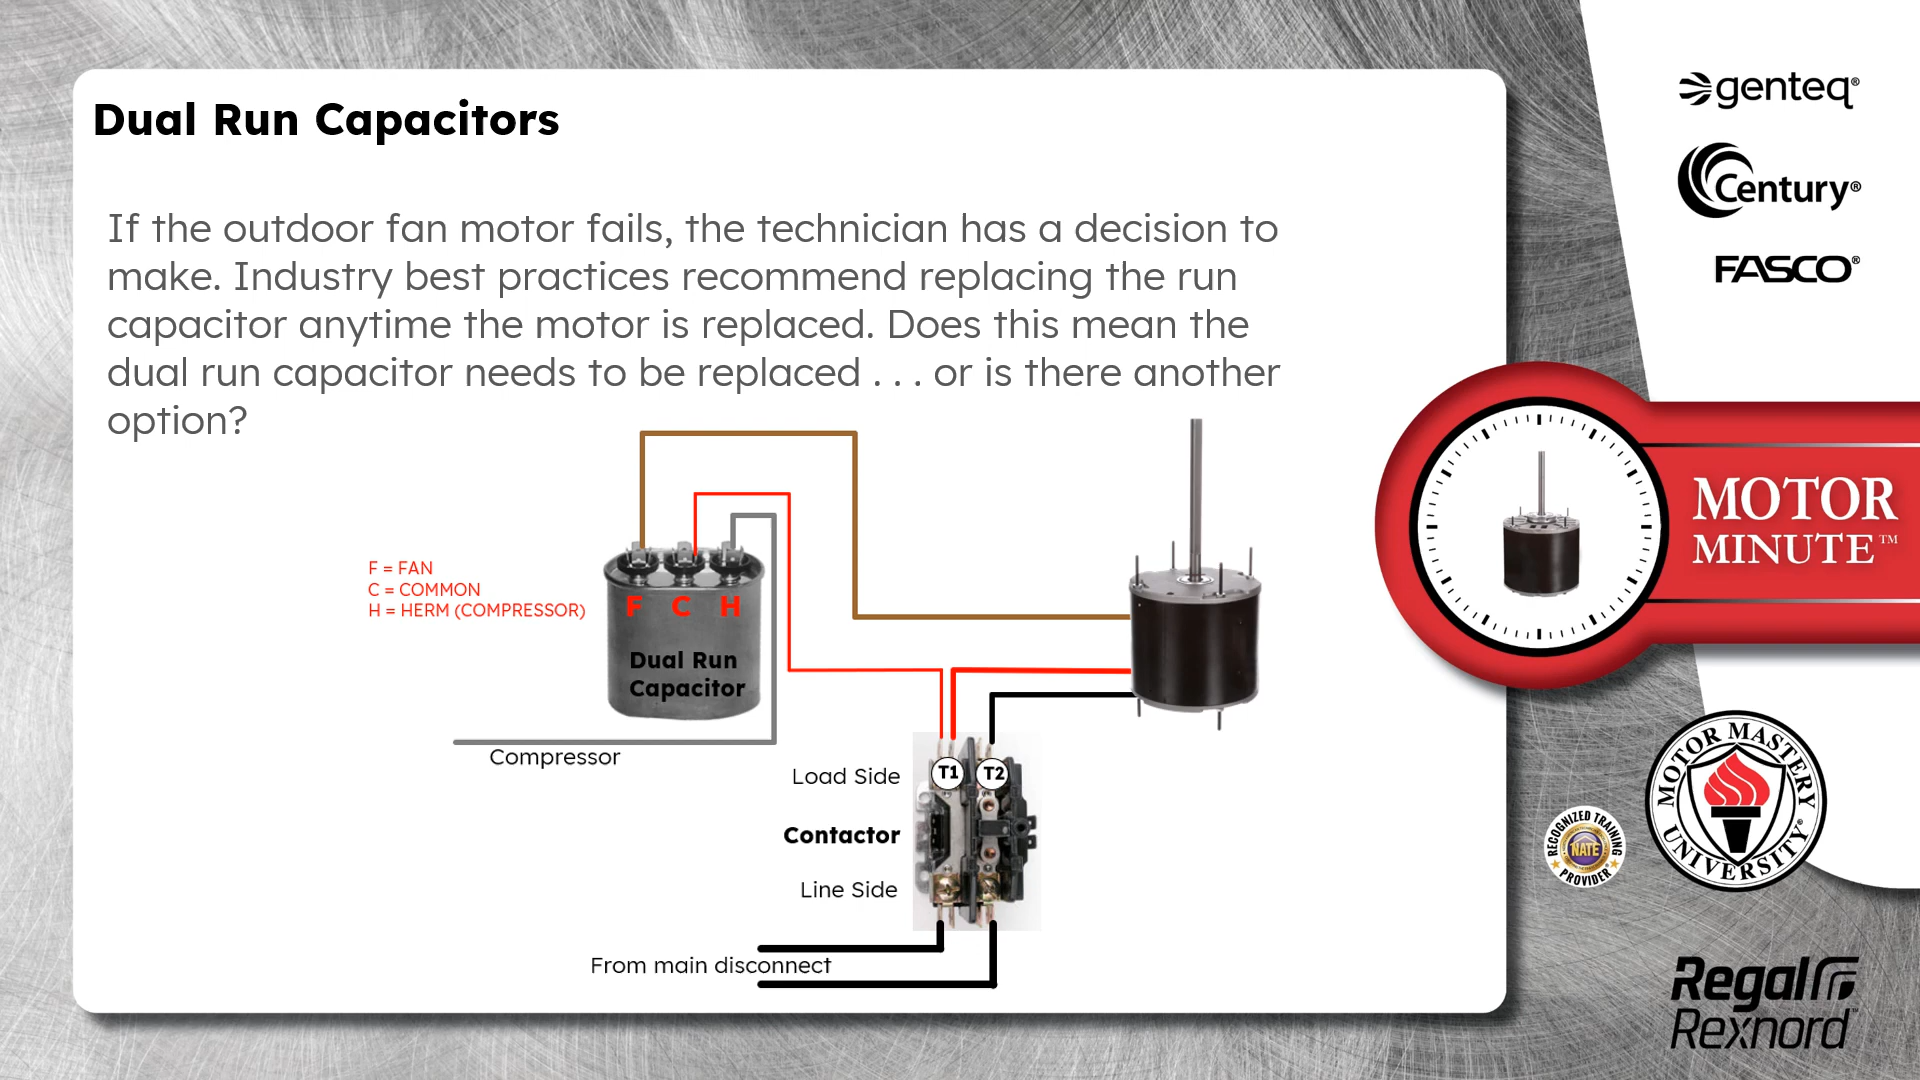 Dual Run Capacitors
If the outdoor fan motor fails, the technician has a decision to
make. Industry best practices recommend replacing the run
capacitor anytime the motor is replaced. Does this mean the
dual run capacitor needs to be replaced . . . or is there another
option?
F = FAN
C = COMMON
H = HERM (COMPRESSOR)
F C H
Dual Run
Capacitor
Compressor
Load Side
T1 T2
Contactor
Line Side
From main disconnect
genteq®
Century®
FASCO®
MOTOR
MINUTE™
MOTOR MASTERY
UNIVERSITY®
RECOGNIZED TRAINING
NATE
PROVIDER
Regal
Rexnord